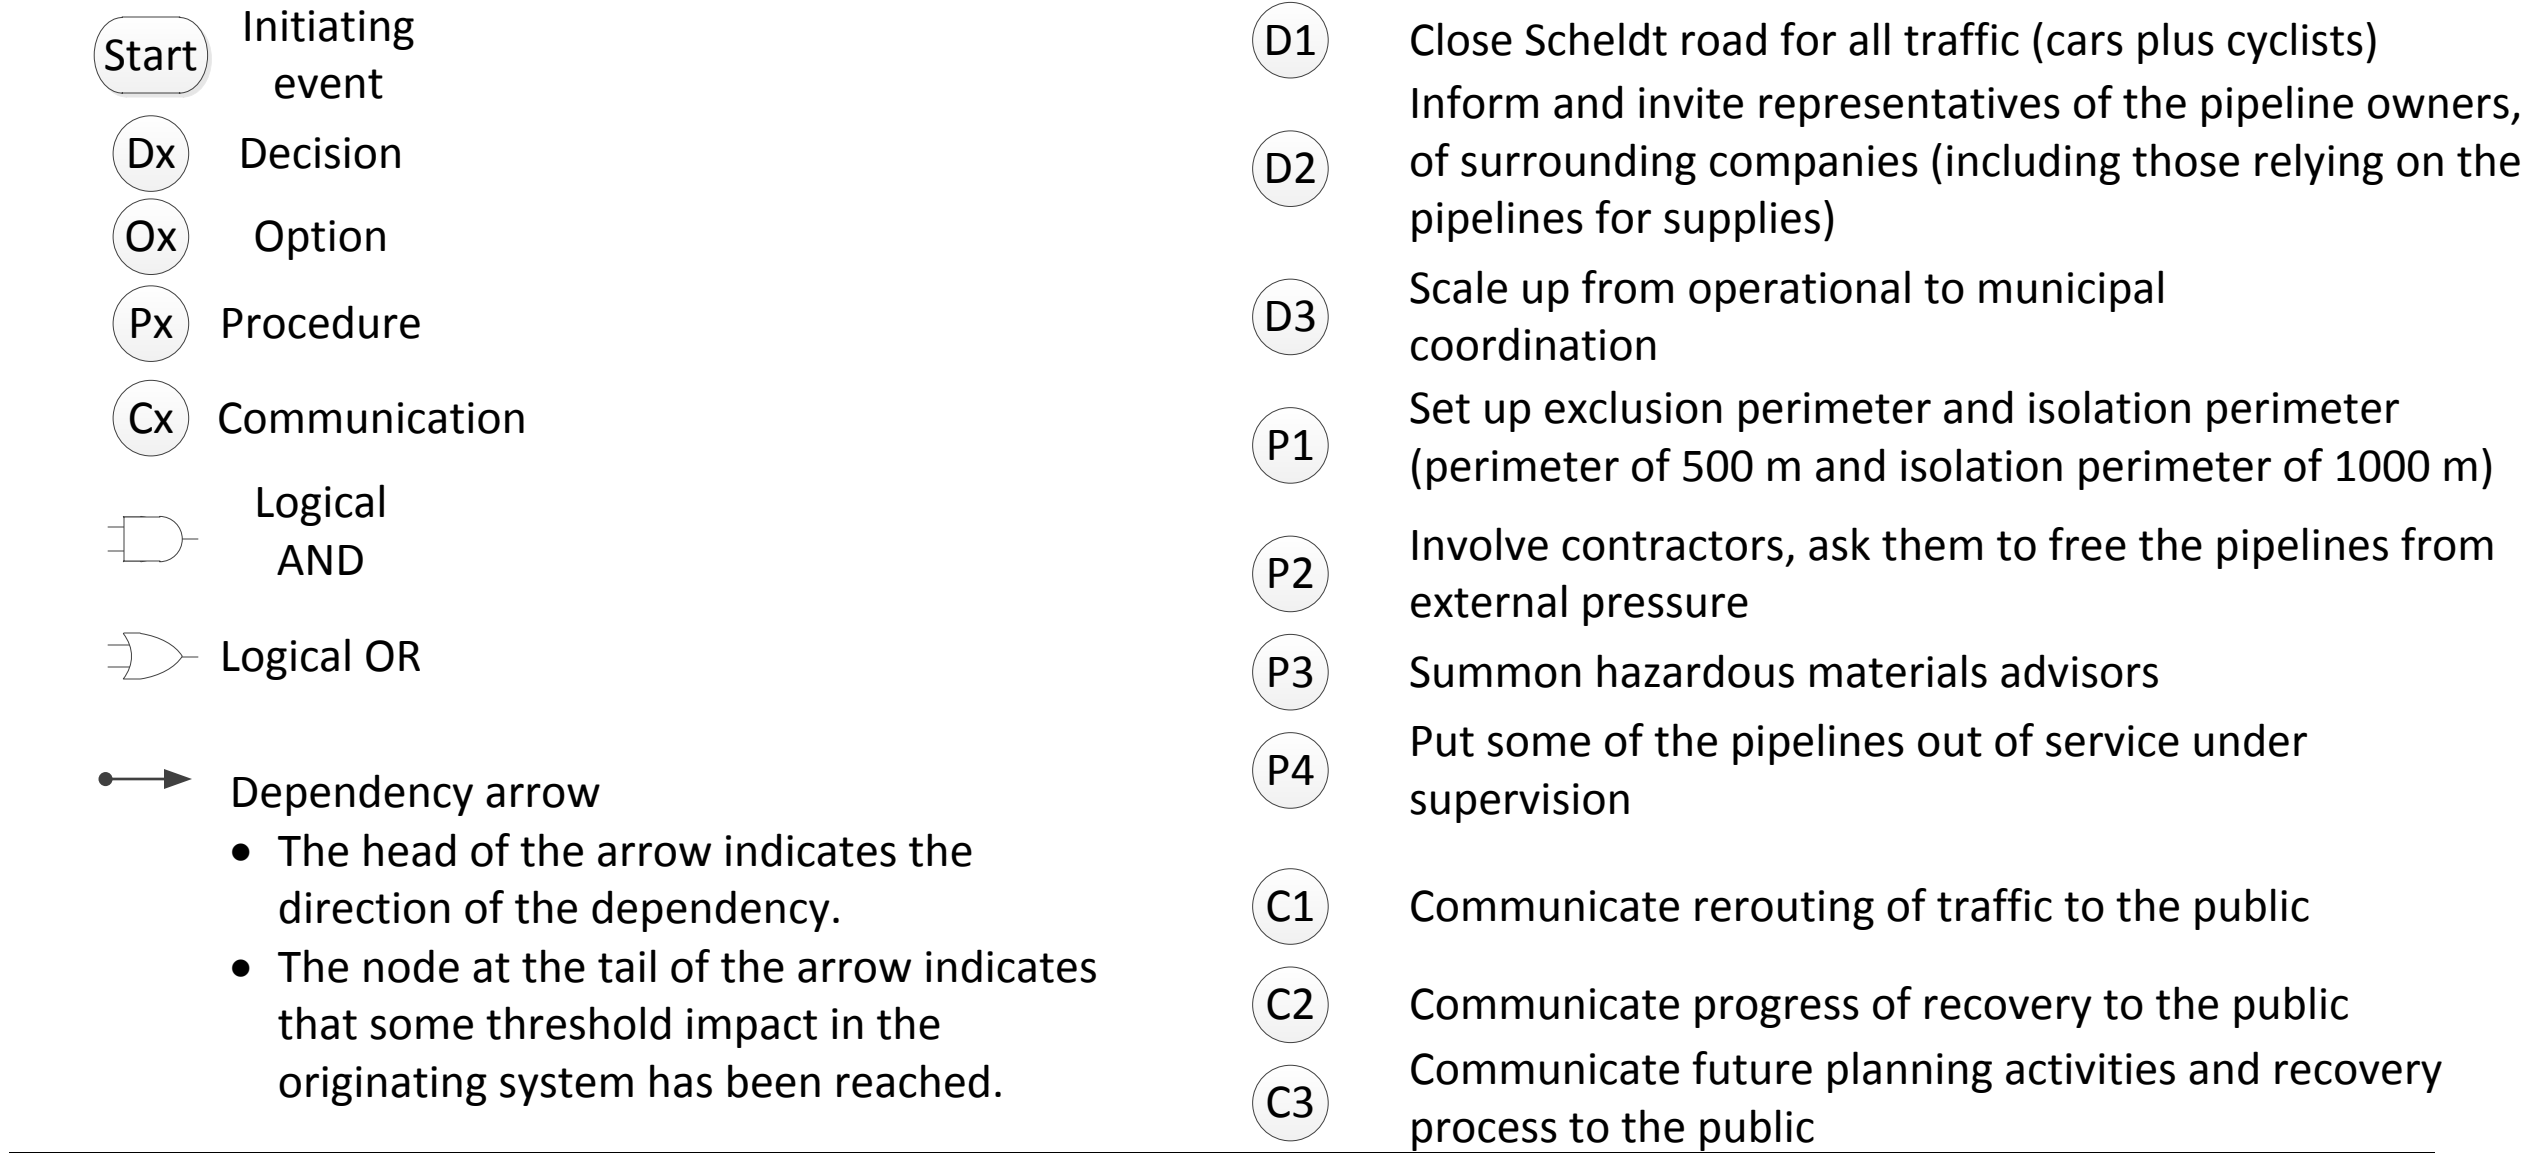 Start
Initiating
event
Dx
Decision
Ox
Option
Px
Procedure
Cx
Communication
Logical
AND
Logical OR
Dependency arrow
• The head of the arrow indicates the
direction of the dependency.
• The node at the tail of the arrow indicates
that some threshold impact in the
originating system has been reached.
D1
Close Scheldt road for all traffic (cars plus cyclists)
D2
Inform and invite representatives of the pipeline owners,
of surrounding companies (including those relying on the
pipelines for supplies)
D3
Scale up from operational to municipal
coordination
P1
Set up exclusion perimeter and isolation perimeter
(perimeter of 500 m and isolation perimeter of 1000 m)
P2
Involve contractors, ask them to free the pipelines from
external pressure
P3
Summon hazardous materials advisors
P4
Put some of the pipelines out of service under
supervision
C1
Communicate rerouting of traffic to the public
C2
Communicate progress of recovery to the public
C3
Communicate future planning activities and recovery
process to the public